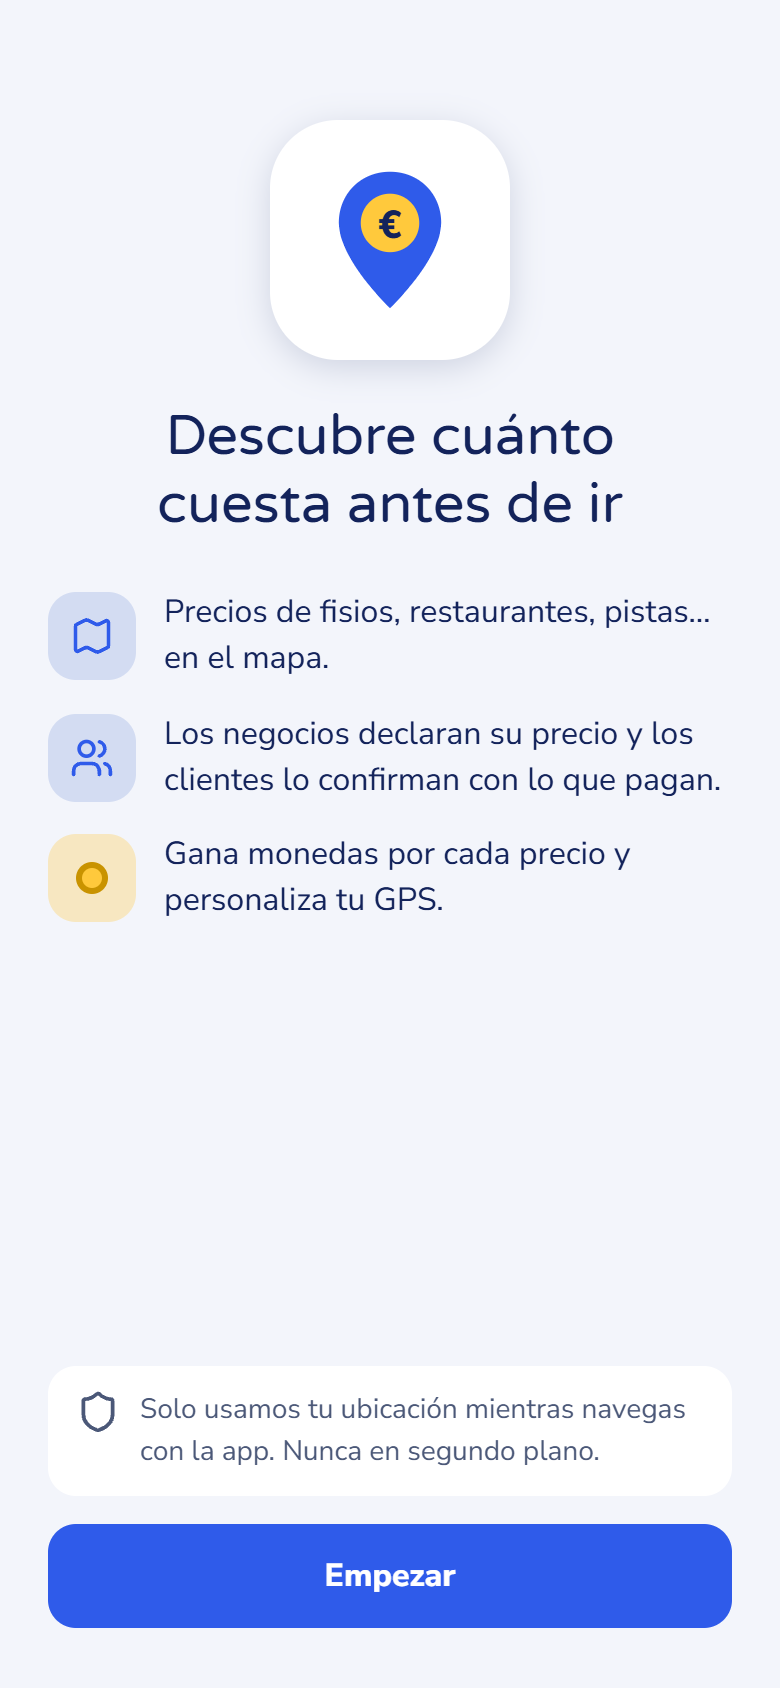 €
Descubre cuánto
cuesta antes de ir
Precios de fisios, restaurantes, pistas...
en el mapa.
Los negocios declaran su precio y los
clientes lo confirman con lo que pagan.
Gana monedas por cada precio y
personaliza tu GPS.
Solo usamos tu ubicación mientras navegas
con la app. Nunca en segundo plano.
Empezar